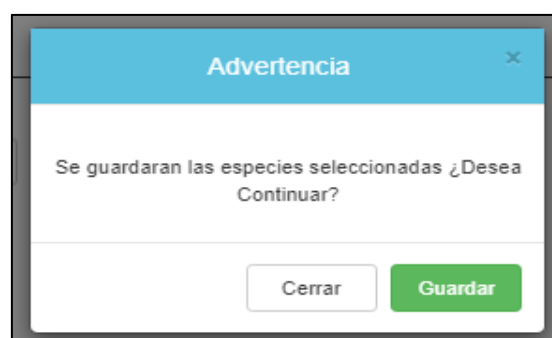 Advertencia ×
Se guardaran las especies seleccionadas ¿Desea
Continuar?
Cerrar Guardar